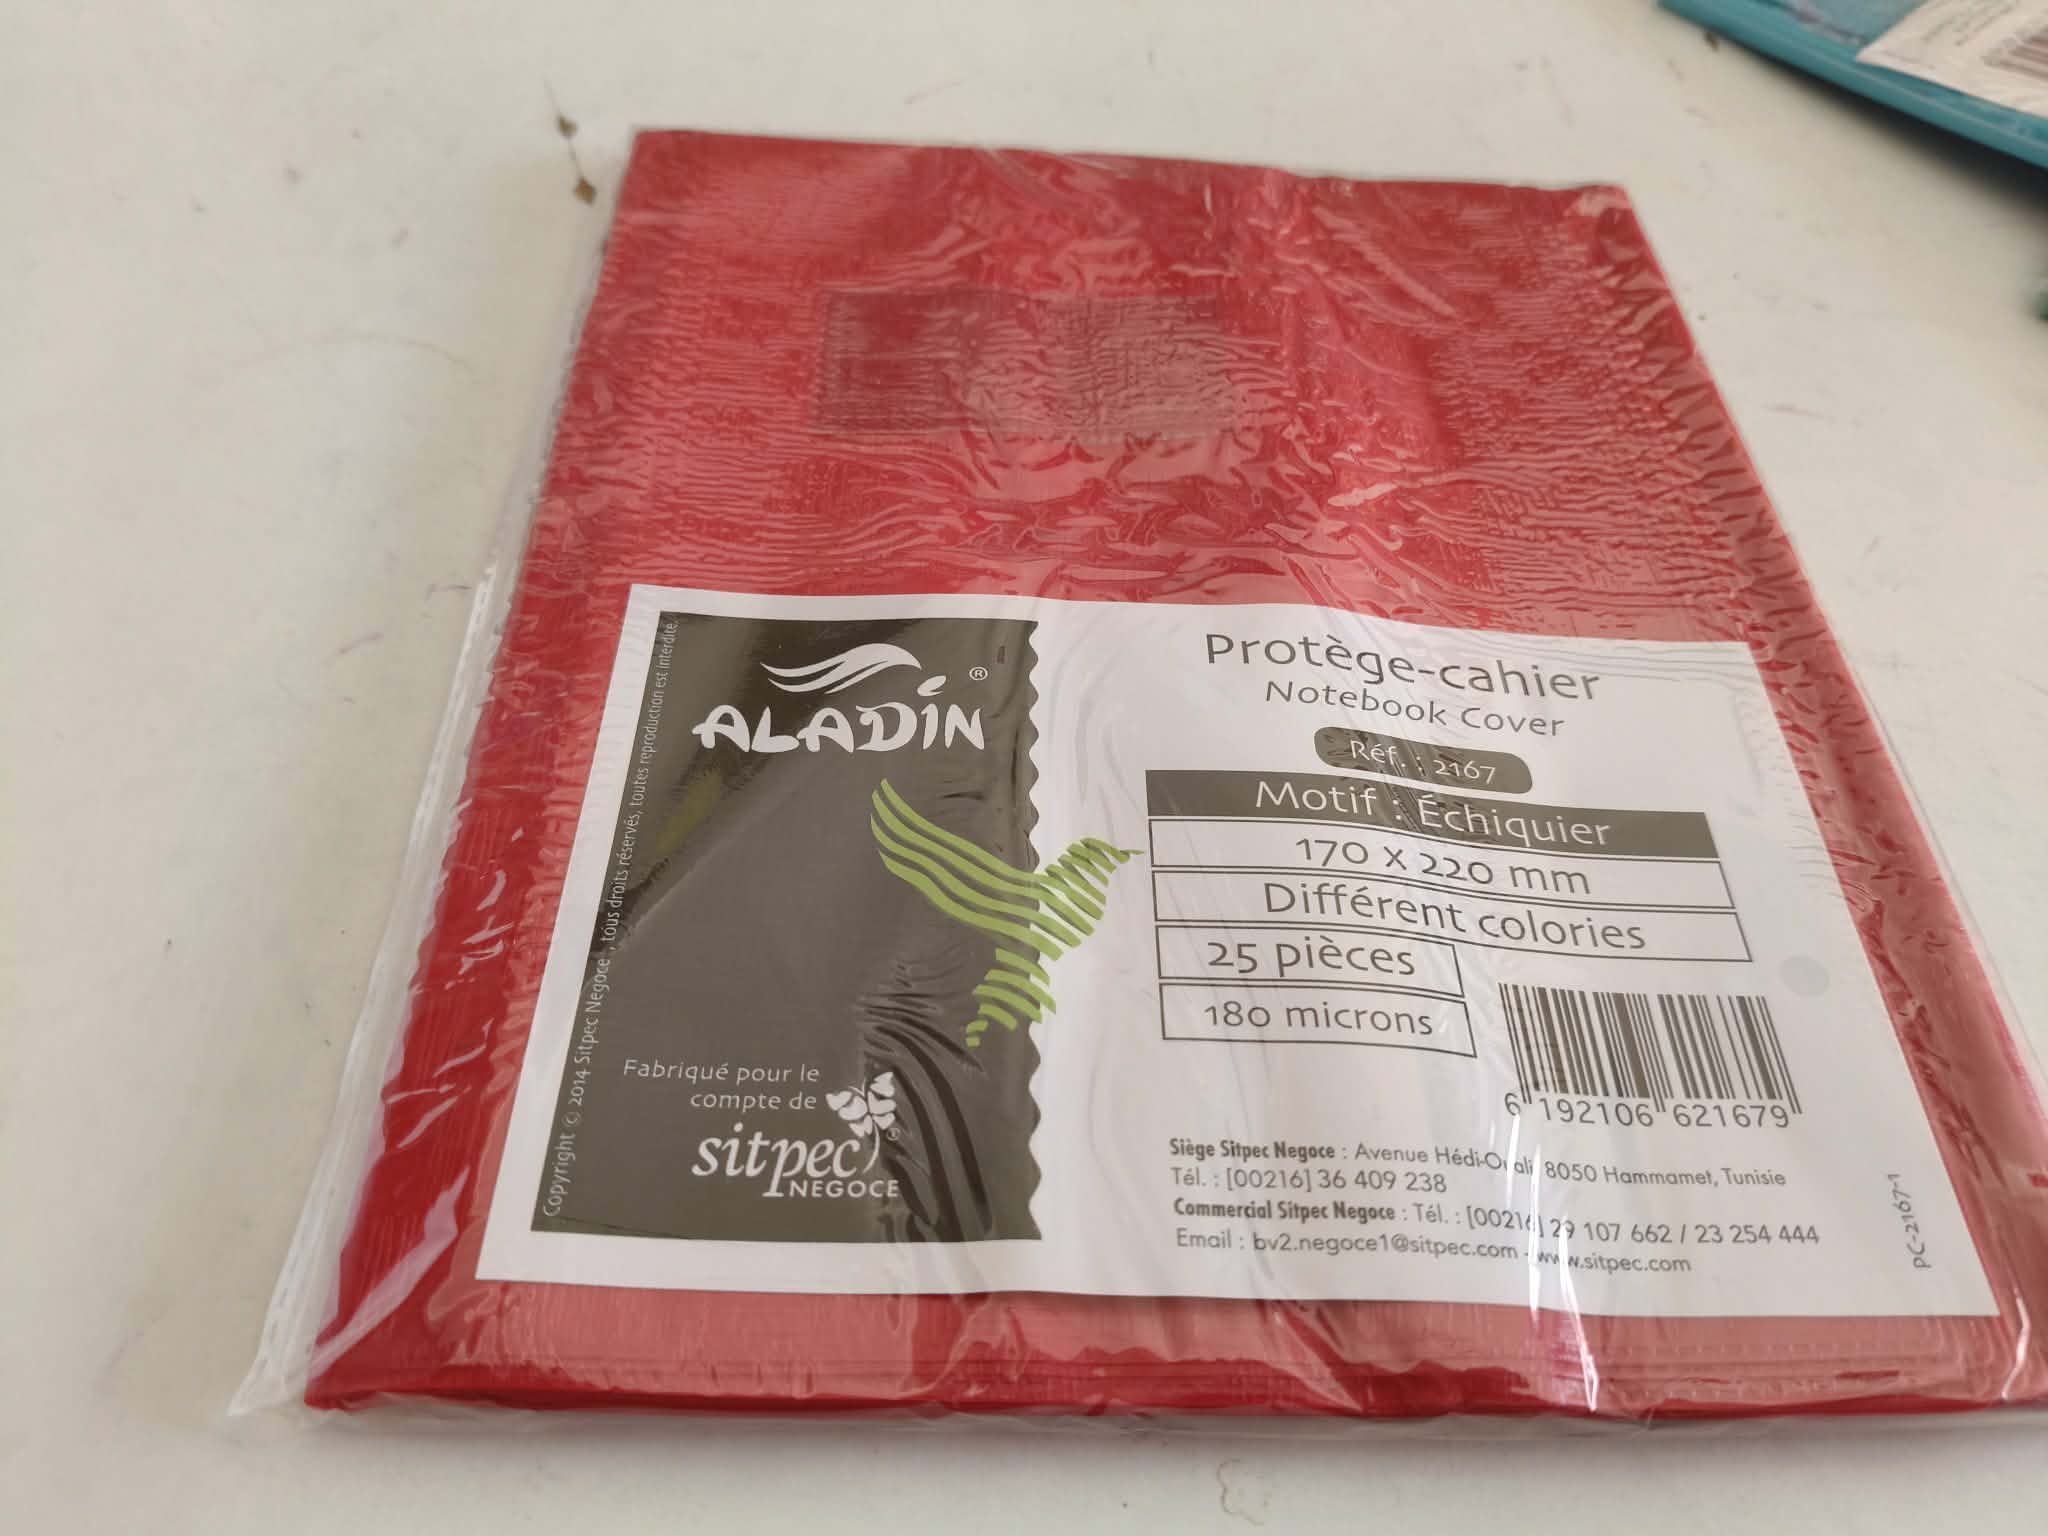 ALADIN ®
Fabriqué pour le
compte de
sitpec ®
NEGOCE
Copyright © 2014 Sitpec Negoce, tous droits réservés, toutes reproduction est interdite.
Protège-cahier
Notebook Cover
Réf. : 2167
Motif : Échiquier
170 x 220 mm
Différent colories
25 pièces
180 microns
6 192106 621679
Siège Sitpec Negoce : Avenue Hédi 8050 Hammamet, Tunisie
Tél. : [00216] 36 409 238
Commercial Sitpec Negoce : Tél. : [00216] 29 107 662 / 23 254 444
Email : bv2.negoce1@sitpec.com - www.sitpec.com
PC-2167-1